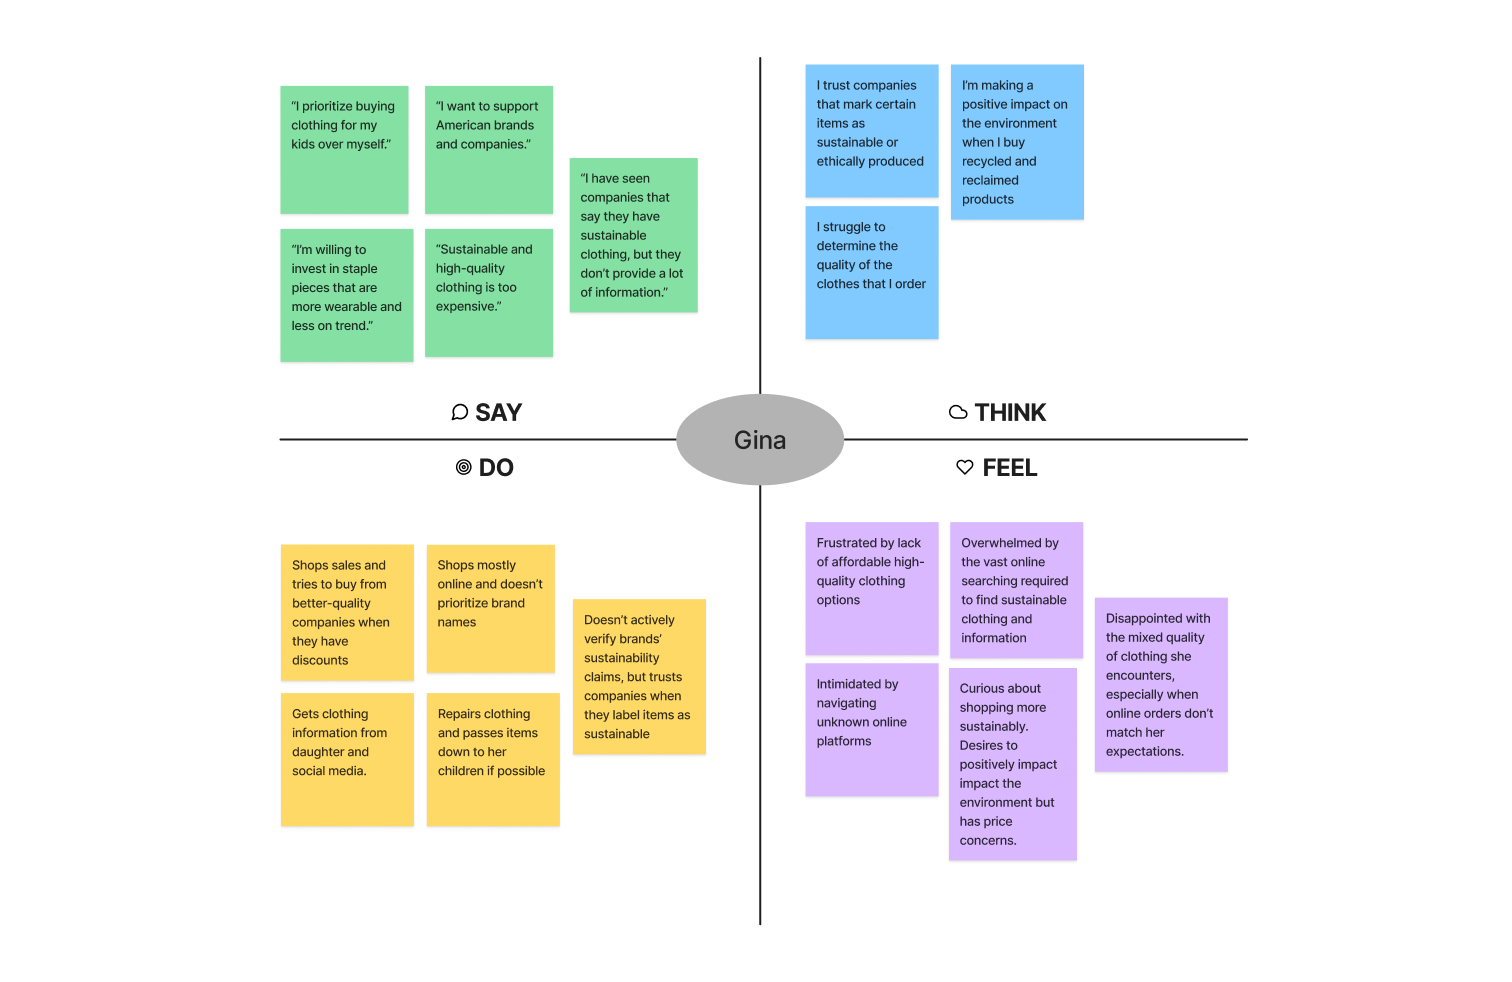 “I prioritize buying
clothing for my
kids over myself.”
“I want to support
American brands
and companies.”
“I have seen
companies that
say they have
sustainable
clothing, but they
don’t provide a lot
of information.”
“I’m willing to
invest in staple
pieces that are
more wearable and
less on trend.”
“Sustainable and
high-quality
clothing is too
expensive.”
SAY
I trust companies
that mark certain
items as
sustainable or
ethically produced
I’m making a
positive impact on
the environment
when I buy
recycled and
reclaimed
products
I struggle to
determine the
quality of the
clothes that I order
THINK
Gina
DO
Shops sales and
tries to buy from
better-quality
companies when
they have
discounts
Shops mostly
online and doesn’t
prioritize brand
names
Doesn’t actively
verify brands’
sustainability
claims, but trusts
companies when
they label items as
sustainable
Gets clothing
information from
daughter and
social media.
Repairs clothing
and passes items
down to her
children if possible
FEEL
Frustrated by lack
of affordable high-
quality clothing
options
Overwhelmed by
the vast online
searching required
to find sustainable
clothing and
information
Disappointed with
the mixed quality
of clothing she
encounters,
especially when
online orders don’t
match her
expectations.
Intimidated by
navigating
unknown online
platforms
Curious about
shopping more
sustainably.
Desires to
positively impact
impact the
environment but
has price
concerns.